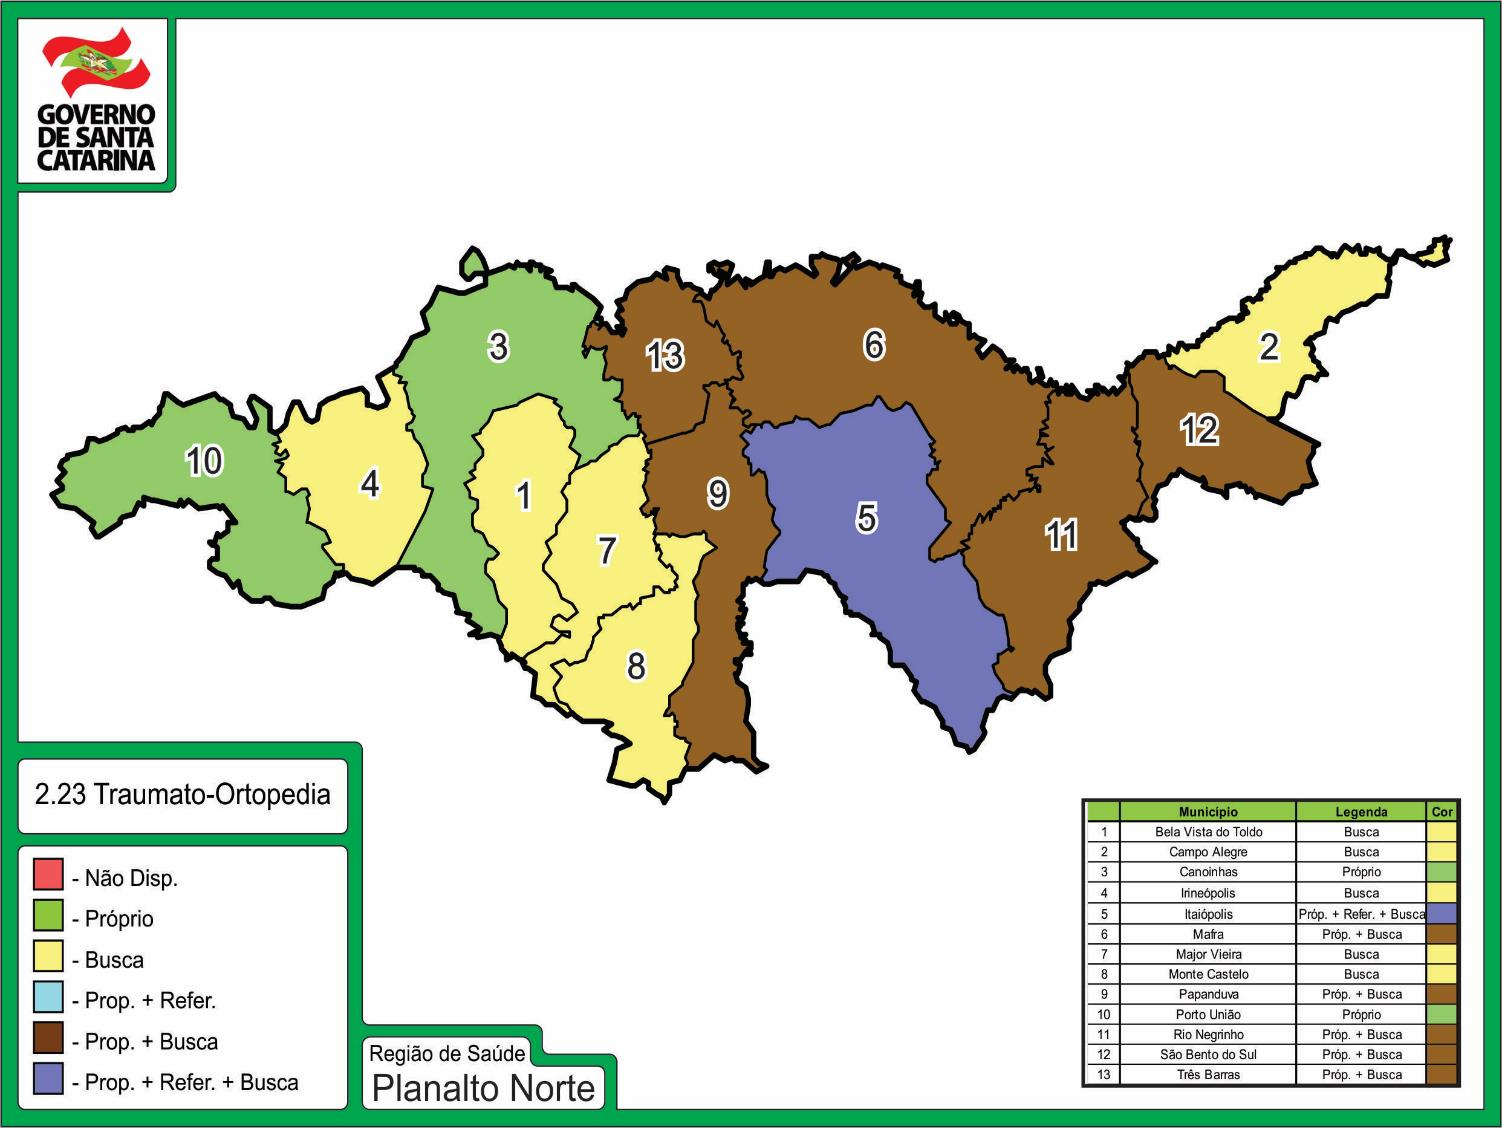 GOVERNO
DE SANTA
CATARINA
3
13
6
2
12
10
4
1
9
5
11
7
8
2.23 Traumato-Ortopedia
- Não Disp.
- Próprio
- Busca
- Prop. + Refer.
- Prop. + Busca
- Prop. + Refer. + Busca
Região de Saúde
Planalto Norte
Município Legenda Cor
1 Bela Vista do Toldo Busca
2 Campo Alegre Busca
3 Canoinhas Próprio
4 Irineópolis Busca
5 Itaiópolis Próp. + Refer. + Busca
6 Mafra Próp. + Busca
7 Major Vieira Busca
8 Monte Castelo Busca
9 Papanduva Próp. + Busca
10 Porto União Próprio
11 Rio Negrinho Próp. + Busca
12 São Bento do Sul Próp. + Busca
13 Três Barras Próp. + Busca